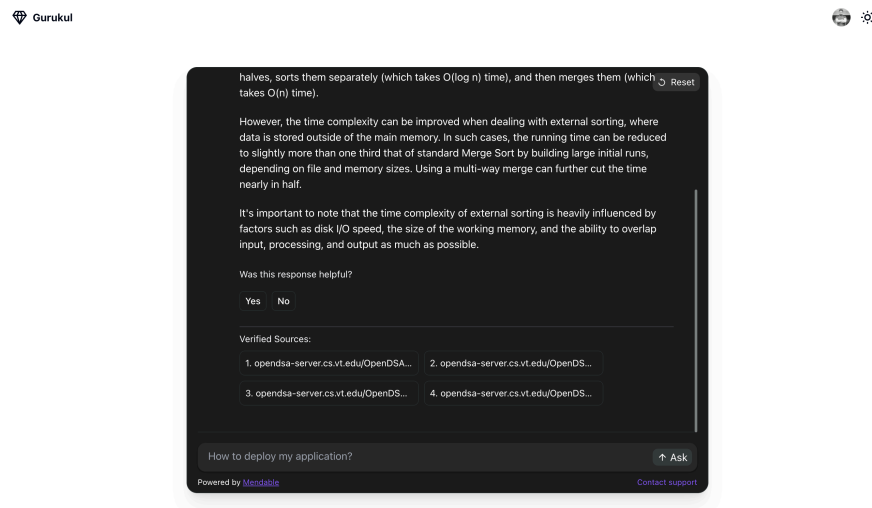 Gurukul
halves, sorts them separately (which takes O(log n) time), and then merges them (which
Reset
takes O(n) time).
However, the time complexity can be improved when dealing with external sorting, where
data is stored outside of the main memory. In such cases, the running time can be reduced
to slightly more than one third that of standard Merge Sort by building large initial runs,
depending on file and memory sizes. Using a multi-way merge can further cut the time
nearly in half.
It's important to note that the time complexity of external sorting is heavily influenced by
factors such as disk I/O speed, the size of the working memory, and the ability to overlap
input, processing, and output as much as possible.
Was this response helpful?
Yes No
Verified Sources:
1. opendsa-server.cs.vt.edu/OpenDSA... 2. opendsa-server.cs.vt.edu/OpenDS...
3. opendsa-server.cs.vt.edu/OpenDS... 4. opendsa-server.cs.vt.edu/OpenDS...
How to deploy my application? Ask
Powered by Mendable Contact support